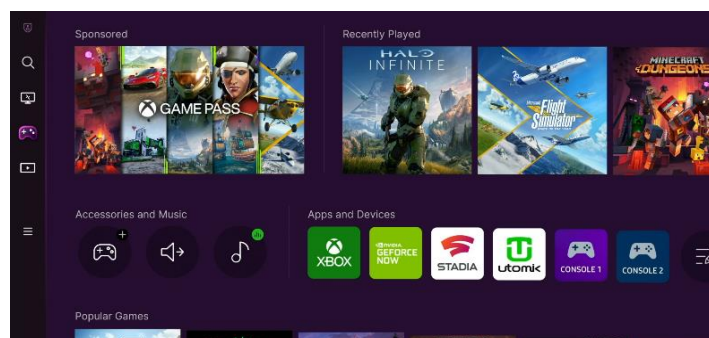 Sponsored
Recently Played
XBOX GAME PASS
HALO
INFINITE
Flight
Simulator
MINECRAFT
DUNGEONS
Accessories and Music
Apps and Devices
XBOX
NVIDIA
GEFORCE
NOW
STADIA
utomik
CONSOLE 1
CONSOLE 2
Popular Games